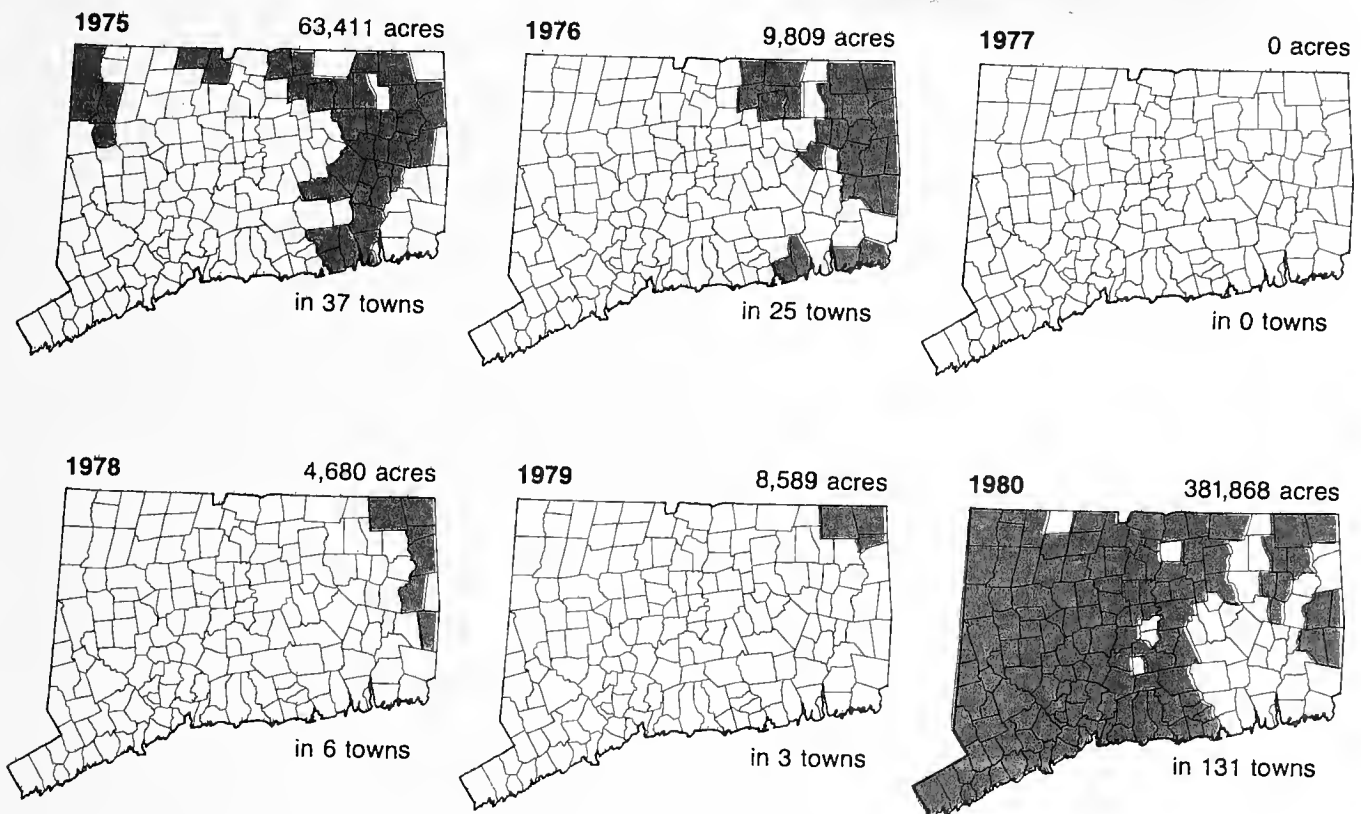 1975 63,411 acres
in 37 towns
1976 9,809 acres
in 25 towns
1977 0 acres
in 0 towns
1978 4,680 acres
in 6 towns
1979 8,589 acres
in 3 towns
1980 381,868 acres
in 131 towns